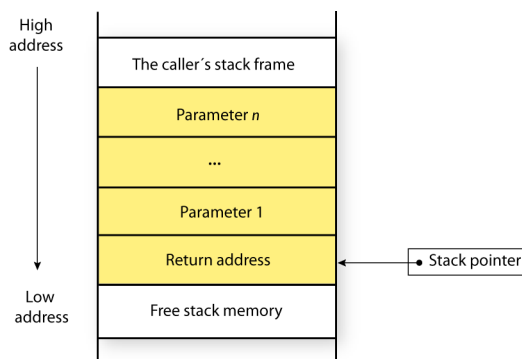 High
address
The caller´s stack frame
Parameter n
...
Parameter 1
Return address
Stack pointer
Low
address
Free stack memory